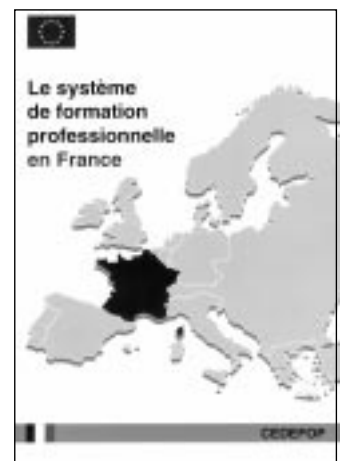 Le système
de formation
professionnelle
en France
CEDEFOP